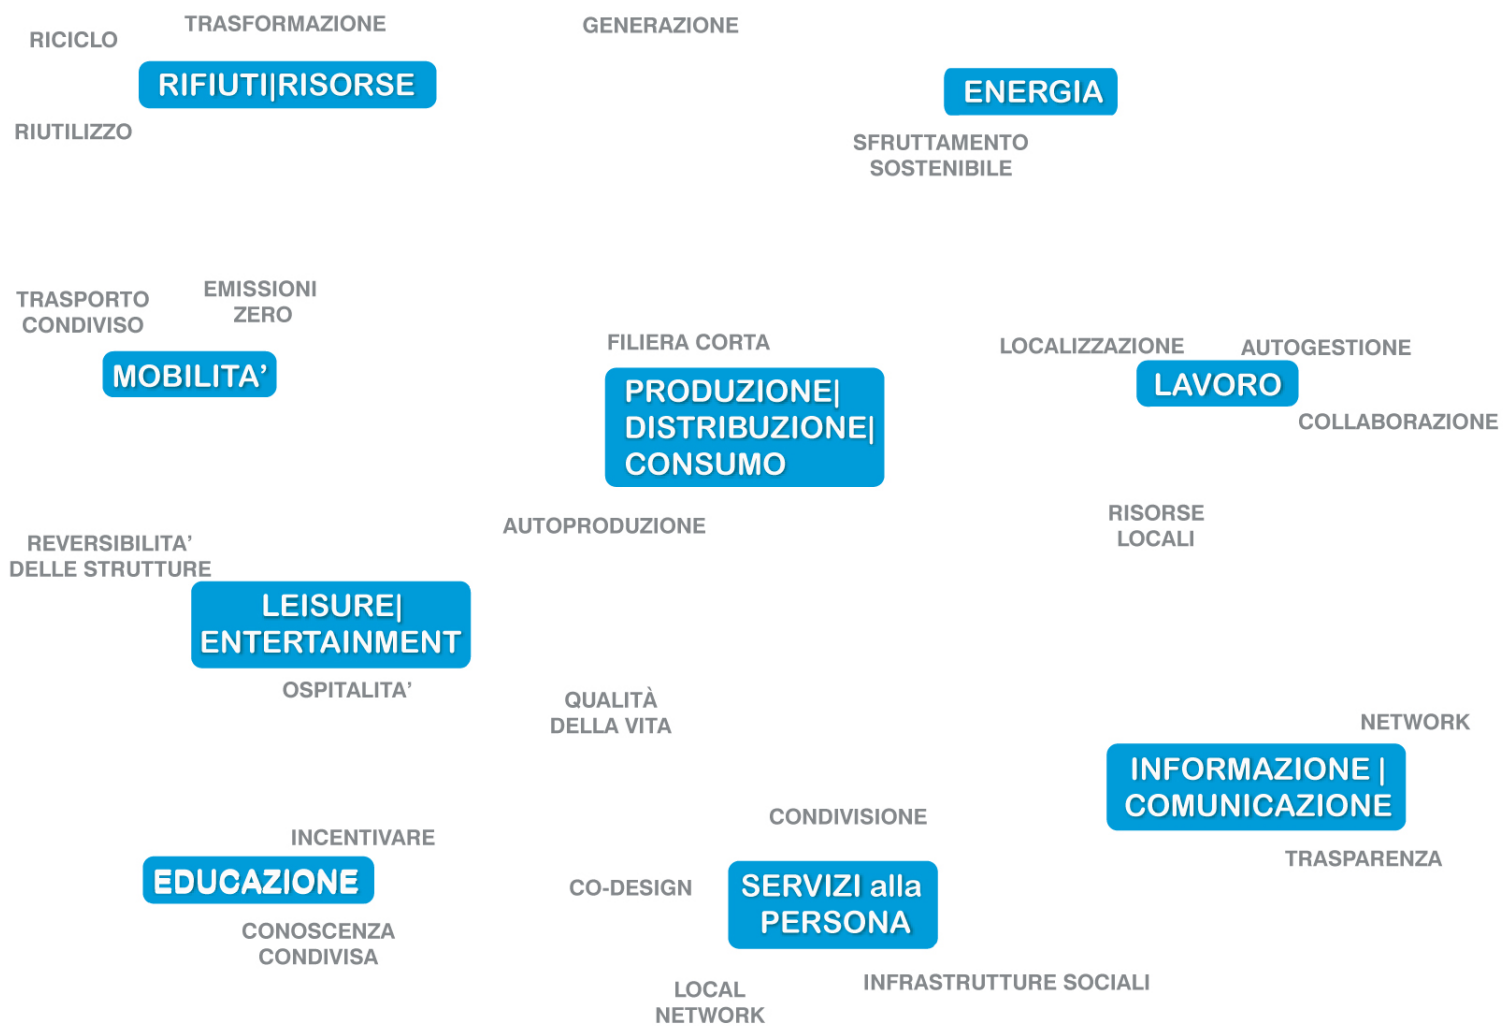 RICICLO
TRASFORMAZIONE
GENERAZIONE
RIFIUTI|RISORSE
ENERGIA
RIUTILIZZO
SFRUTTAMENTO
SOSTENIBILE
TRASPORTO
CONDIVISO
EMISSIONI
ZERO
MOBILITA’
FILIERA CORTA
PRODUZIONE|
DISTRIBUZIONE|
CONSUMO
AUTOPRODUZIONE
LOCALIZZAZIONE
AUTOGESTIONE
LAVORO
COLLABORAZIONE
RISORSE
LOCALI
REVERSIBILITA’
DELLE STRUTTURE
LEISURE|
ENTERTAINMENT
OSPITALITA’
QUALITÀ
DELLA VITA
NETWORK
INFORMAZIONE |
COMUNICAZIONE
TRASPARENZA
INCENTIVARE
EDUCAZIONE
CONOSCENZA
CONDIVISA
CONDIVISIONE
CO-DESIGN
SERVIZI alla
PERSONA
LOCAL
NETWORK
INFRASTRUTTURE SOCIALI